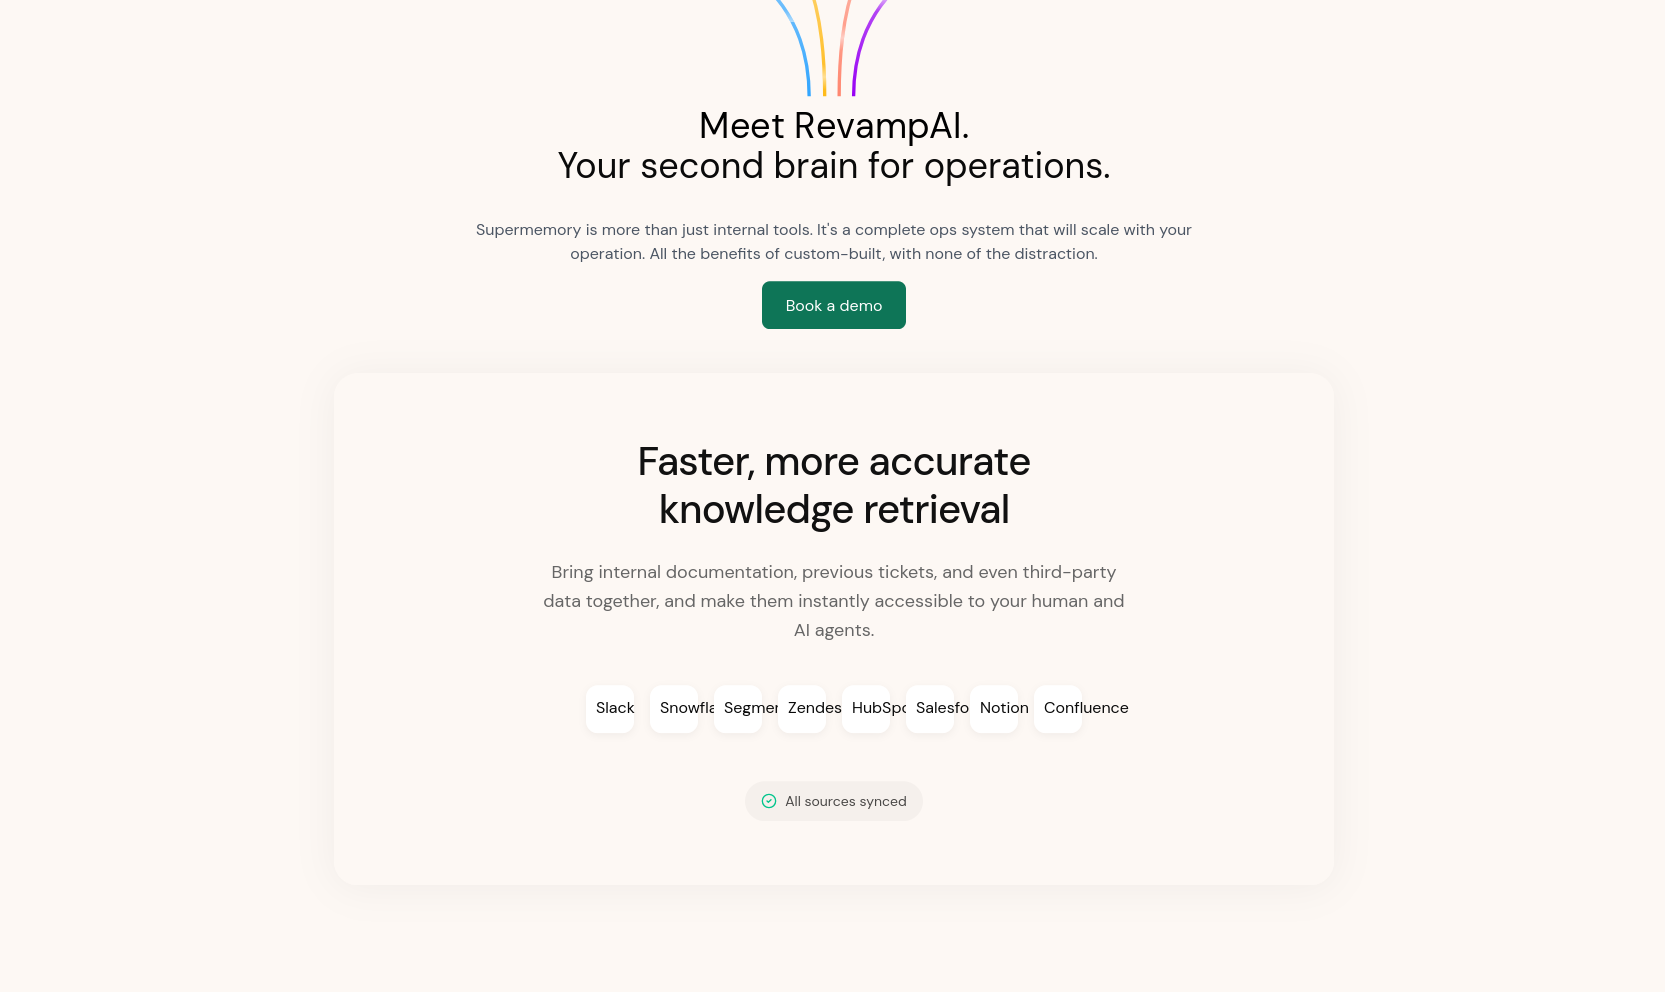 Meet RevampAI.
Your second brain for operations.
Supermemory is more than just internal tools. It's a complete ops system that will scale with your
operation. All the benefits of custom-built, with none of the distraction.
Book a demo
Faster, more accurate
knowledge retrieval
Bring internal documentation, previous tickets, and even third-party
data together, and make them instantly accessible to your human and
AI agents.
Slack Snowfla Segmen Zendes HubSpo Salesfo Notion Confluence
All sources synced